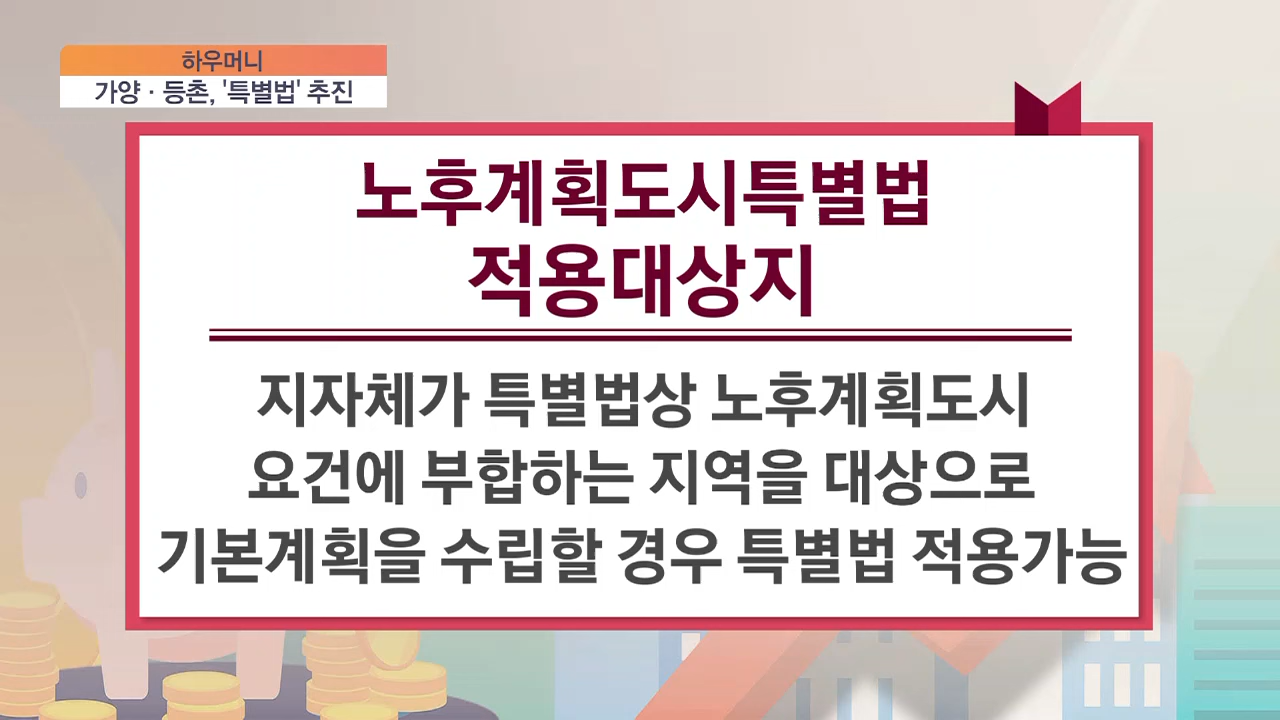 하우머니
가양·등촌, '특별법' 추진
노후계획도시특별법
적용대상지
지자체가 특별법상 노후계획도시
요건에 부합하는 지역을 대상으로
기본계획을 수립할 경우 특별법 적용가능